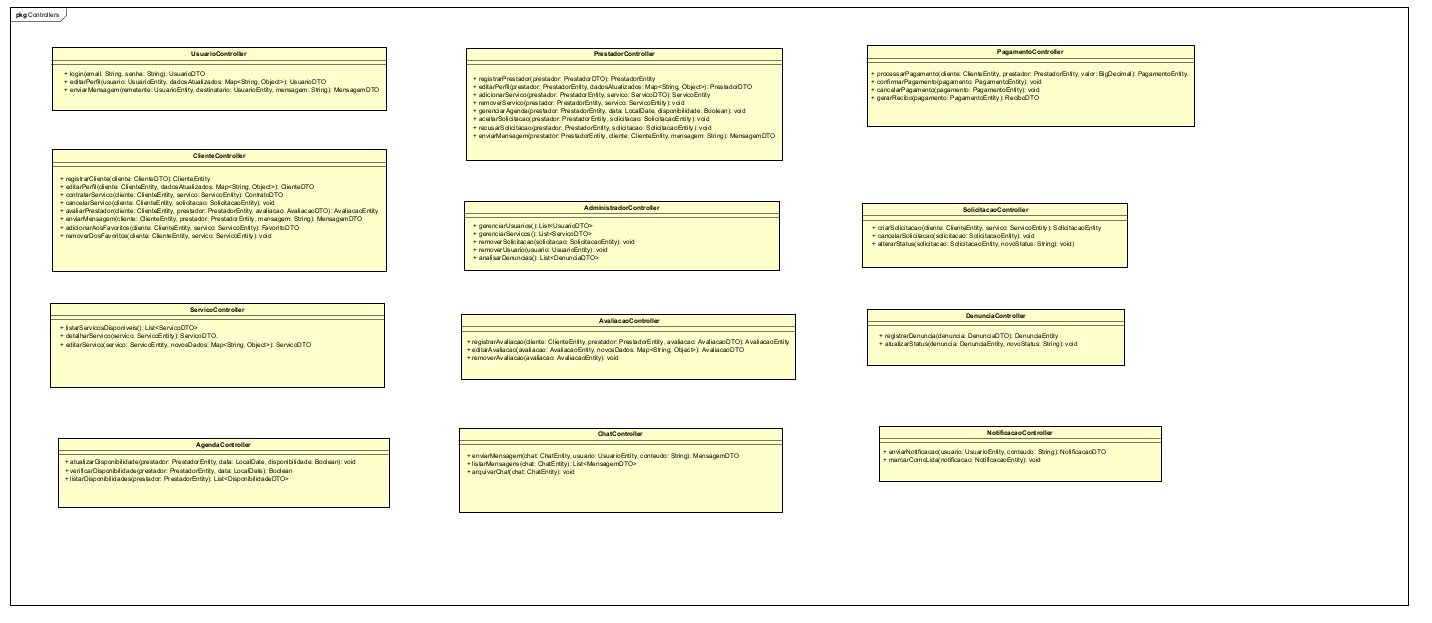 pkg Controllers
UsuarioController
+ login(email: String, senha: String): UsuarioDTO
+ editarPerfil(usuario: UsuarioEntity, dadosAtualizados: Map<String, Object>): UsuarioDTO
+ enviarMensagem(remetente: UsuarioEntity, destinatario: UsuarioEntity, mensagem: String): MensagemDTO
PrestadorController
+ registrarPrestador(prestador: PrestadorDTO): PrestadorEntity
+ editarPerfil(prestador: PrestadorEntity, dadosAtualizados: Map<String, Object>): PrestadorDTO
+ adicionarServico(prestador: PrestadorEntity, servico: ServicoDTO): ServicoEntity
+ removerServico(prestador: PrestadorEntity, servico: ServicoEntity): void
+ gerenciarAgenda(prestador: PrestadorEntity, data: LocalDate, disponibilidade: Boolean): void
+ aceitarSolicitacao(prestador: PrestadorEntity, solicitacao: SolicitacaoEntity): void
+ recusarSolicitacao(prestador: PrestadorEntity, solicitacao: SolicitacaoEntity): void
+ enviarMensagem(prestador: PrestadorEntity, cliente: ClienteEntity, mensagem: String): MensagemDTO
PagamentoController
+ processarPagamento(cliente: ClienteEntity, prestador: PrestadorEntity, valor: BigDecimal): PagamentoEntity.
+ confirmarPagamento(pagamento: PagamentoEntity): void
+ cancelarPagamento(pagamento: PagamentoEntity): void
+ gerarRecibo(pagamento: PagamentoEntity): ReciboDTO
ClienteController
+ registrarCliente(cliente: ClienteDTO): ClienteEntity
+ editarPerfil(cliente: ClienteEntity, dadosAtualizados: Map<String, Object>): ClienteDTO
+ contratarServico(cliente: ClienteEntity, servico: ServicoEntity): ContratoDTO
+ cancelarServico(cliente: ClienteEntity, solicitacao: SolicitacaoEntity): void
+ avaliarPrestador(cliente: ClienteEntity, prestador: PrestadorEntity, avaliacao: AvaliacaoDTO): AvaliacaoEntity
+ enviarMensagem(cliente: ClienteEntity, prestador: PrestadorEntity, mensagem: String): MensagemDTO
+ adicionarAosFavoritos(cliente: ClienteEntity, servico: ServicoEntity): FavoritoDTO
+ removerDosFavoritos(cliente: ClienteEntity, servico: ServicoEntity): void
AdministradorController
+ gerenciarUsuarios(): List<UsuarioDTO>
+ gerenciarServicos(): List<ServicoDTO>
+ removerSolicitacao(solicitacao: SolicitacaoEntity): void
+ removerUsuario(usuario: UsuarioEntity): void
+ analisarDenuncias(): List<DenunciaDTO>
SolicitacaoController
+ criarSolicitacao(cliente: ClienteEntity, servico: ServicoEntity): SolicitacaoEntity
+ cancelarSolicitacao(solicitacao: SolicitacaoEntity): void
+ alterarStatus(solicitacao: SolicitacaoEntity, novoStatus: String): void)
ServicoController
+ listarServicosDisponiveis(): List<ServicoDTO>
+ detalharServico(servico: ServicoEntity): ServicoDTO.
+ editarServico(servico: ServicoEntity, novosDados: Map<String, Object>): ServicoDTO
AvaliacaoController
+ registrarAvaliacao(cliente: ClienteEntity, prestador: PrestadorEntity, avaliacao: AvaliacaoDTO): AvaliacaoEntity
+ editarAvaliacao(avaliacao: AvaliacaoEntity, novosDados: Map<String, Object>): AvaliacaoDTO
+ removerAvaliacao(avaliacao: AvaliacaoEntity): void
DenunciaController
+ registrarDenuncia(denuncia: DenunciaDTO): DenunciaEntity
+ atualizarStatus(denuncia: DenunciaEntity, novoStatus: String): void
AgendaController
+ atualizarDisponibilidade(prestador: PrestadorEntity, data: LocalDate, disponibilidade: Boolean): void
+ verificarDisponibilidade(prestador: PrestadorEntity, data: LocalDate): Boolean
+ listarDisponibilidades(prestador: PrestadorEntity): List<DisponibilidadeDTO>
ChatController
+ enviarMensagem(chat: ChatEntity, usuario: UsuarioEntity, conteudo: String): MensagemDTO
+ listarMensagens(chat: ChatEntity): List<MensagemDTO>
+ arquivarChat(chat: ChatEntity): void
NotificacaoController
+ enviarNotificacao(usuario: UsuarioEntity, conteudo: String): NotificacaoDTO
+ marcarComoLida(notificacao: NotificacaoEntity): void